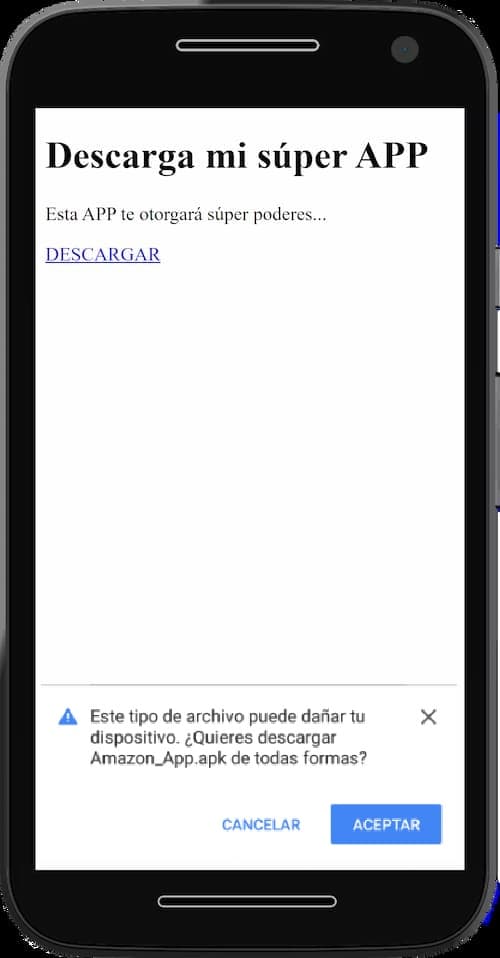 Descarga mi súper APP
Esta APP te otorgará súper poderes...
DESCARGAR
Este tipo de archivo puede dañar tu
dispositivo. ¿Quieres descargar
Amazon_App.apk de todas formas?
CANCELAR
ACEPTAR